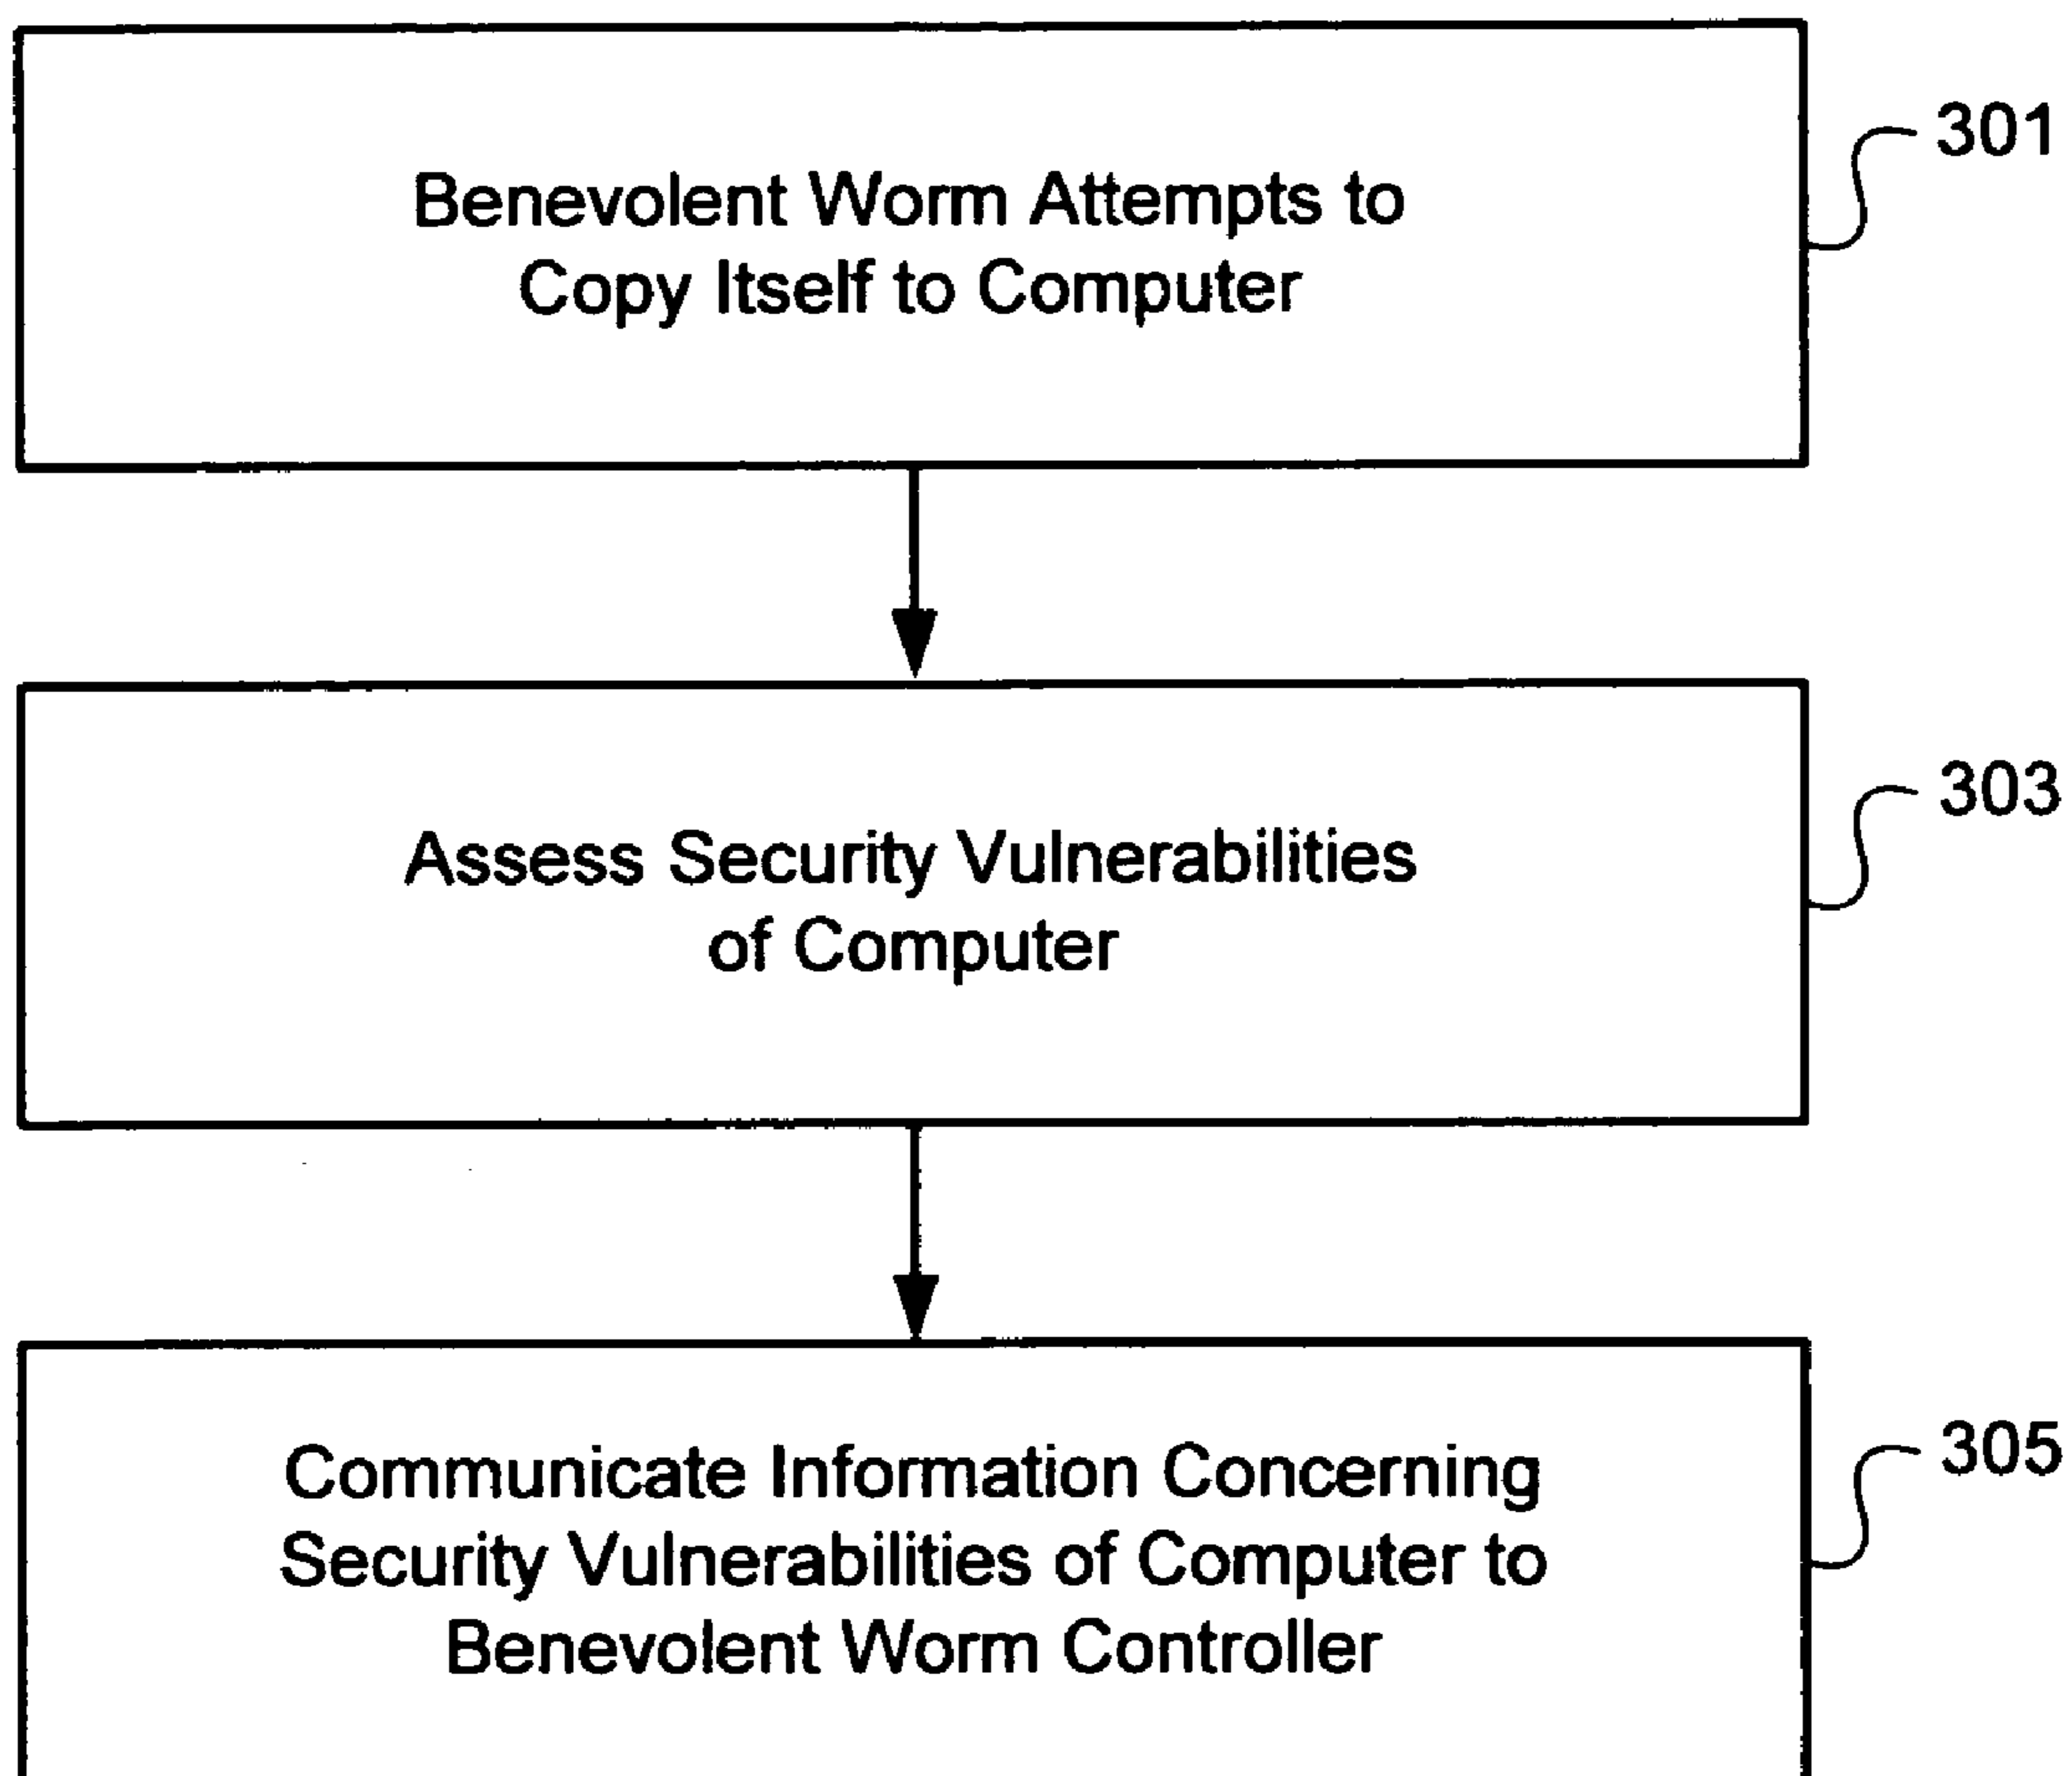 Benevolent Worm Attempts to
Copy Itself to Computer
301
Assess Security Vulnerabilities
of Computer
303
Communicate Information Concerning
Security Vulnerabilities of Computer to
Benevolent Worm Controller
305